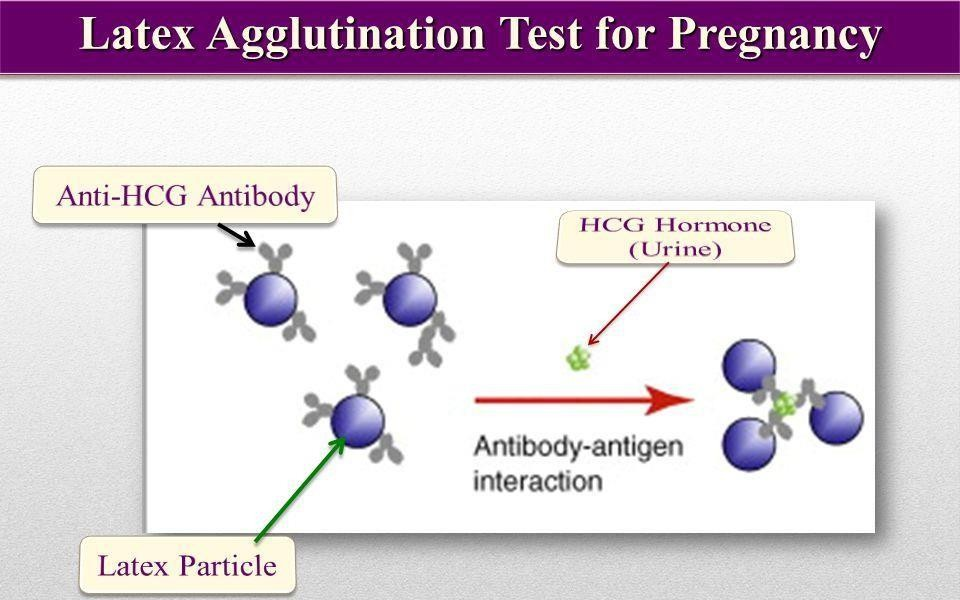 Latex Agglutination Test for Pregnancy
Anti-HCG Antibody
HCG Hormone
(Urine)
Antibody-antigen
interaction
Latex Particle